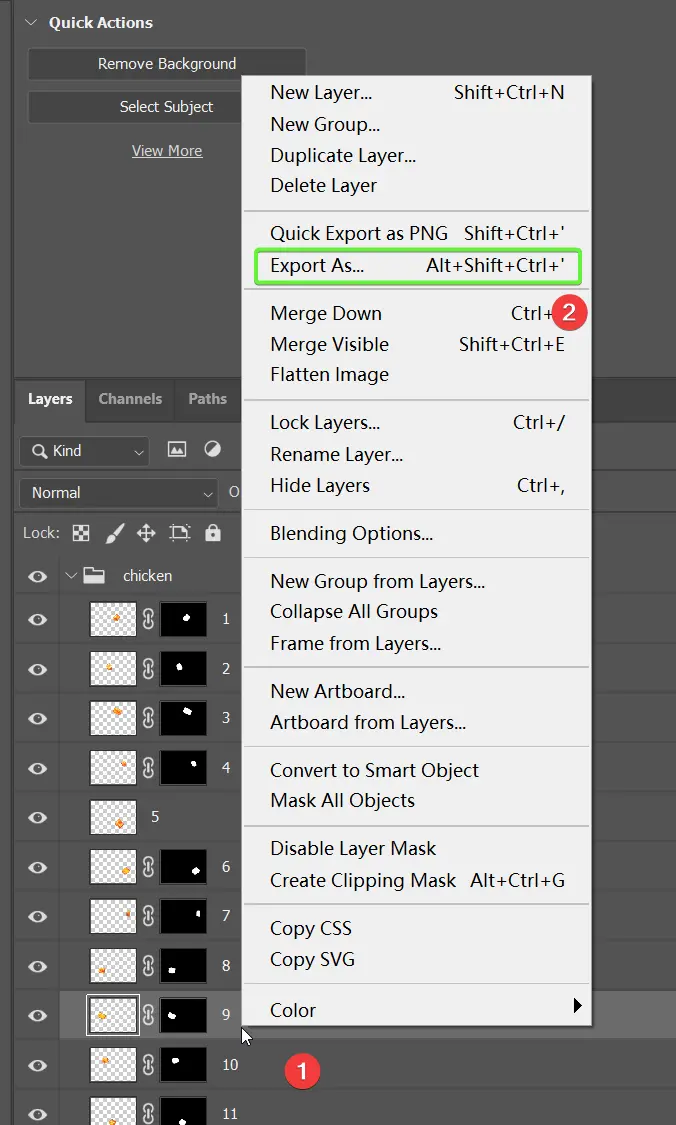 Quick Actions
Remove Background
Select Subject
View More
New Layer... Shift+Ctrl+N
New Group...
Duplicate Layer...
Delete Layer
Quick Export as PNG Shift+Ctrl+'
Export As... Alt+Shift+Ctrl+'
Merge Down Ctrl+
2
Merge Visible Shift+Ctrl+E
Flatten Image
Lock Layers... Ctrl+/
Rename Layer...
Hide Layers Ctrl+,
Blending Options...
New Group from Layers...
Collapse All Groups
Frame from Layers...
New Artboard...
Artboard from Layers...
Convert to Smart Object
Mask All Objects
Disable Layer Mask
Create Clipping Mask Alt+Ctrl+G
Copy CSS
Copy SVG
Color
Layers Channels Paths
Kind
Normal O
Lock:
chicken
1
2
3
4
5
6
7
8
9
10
1
11